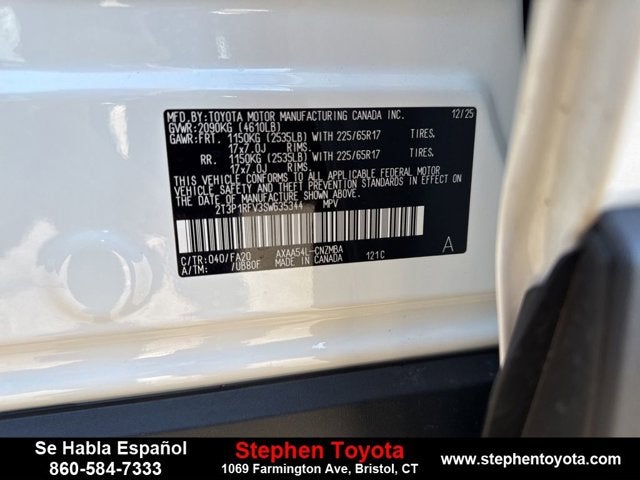 MFD.BY:TOYOTA MOTOR MANUFACTURING CANADA INC. 12/25
GVWR:2090KG (4610LB)
GAWR:FRT. 1150KG (2535LB) WITH 225/65R17 TIRES.
17x7.0J RIMS.
RR. 1150KG (2535LB) WITH 225/65R17 TIRES.
17x7.0J RIMS.
THIS VEHICLE CONFORMS TO ALL APPLICABLE FEDERAL MOTOR
VEHICLE SAFETY AND THEFT PREVENTION STANDARDS IN EFFECT
ON THE DATE OF MANUFACTURE SHOWN ABOVE.
2T3P1RFV3SW635344 MPV
C/TR:040/FA20 AXAA54L-CNZMBA 121C A
A/TM: /UB80F MADE IN CANADA
Se Habla Español
860-584-7333
Stephen Toyota
1069 Farmington Ave, Bristol, CT
www.stephentoyota.com